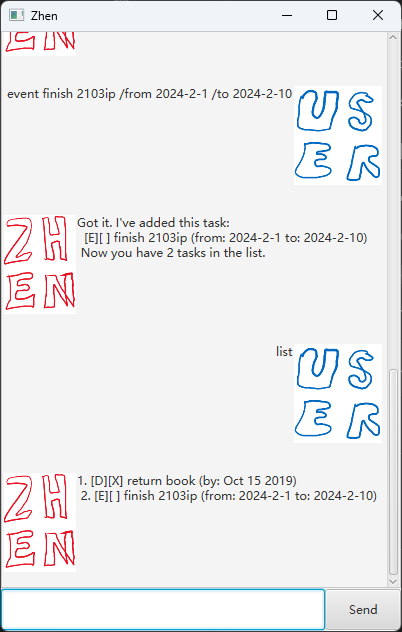 Zhen
ZH
EN
event finish 2103ip /from 2024-2-1 /to 2024-2-10
US
ER
ZH
EN
Got it. I've added this task:
[E][ ] finish 2103ip (from: 2024-2-1 to: 2024-2-10)
Now you have 2 tasks in the list.
list
US
ER
ZH
EN
1. [D][X] return book (by: Oct 15 2019)
2. [E][ ] finish 2103ip (from: 2024-2-1 to: 2024-2-10)
Send